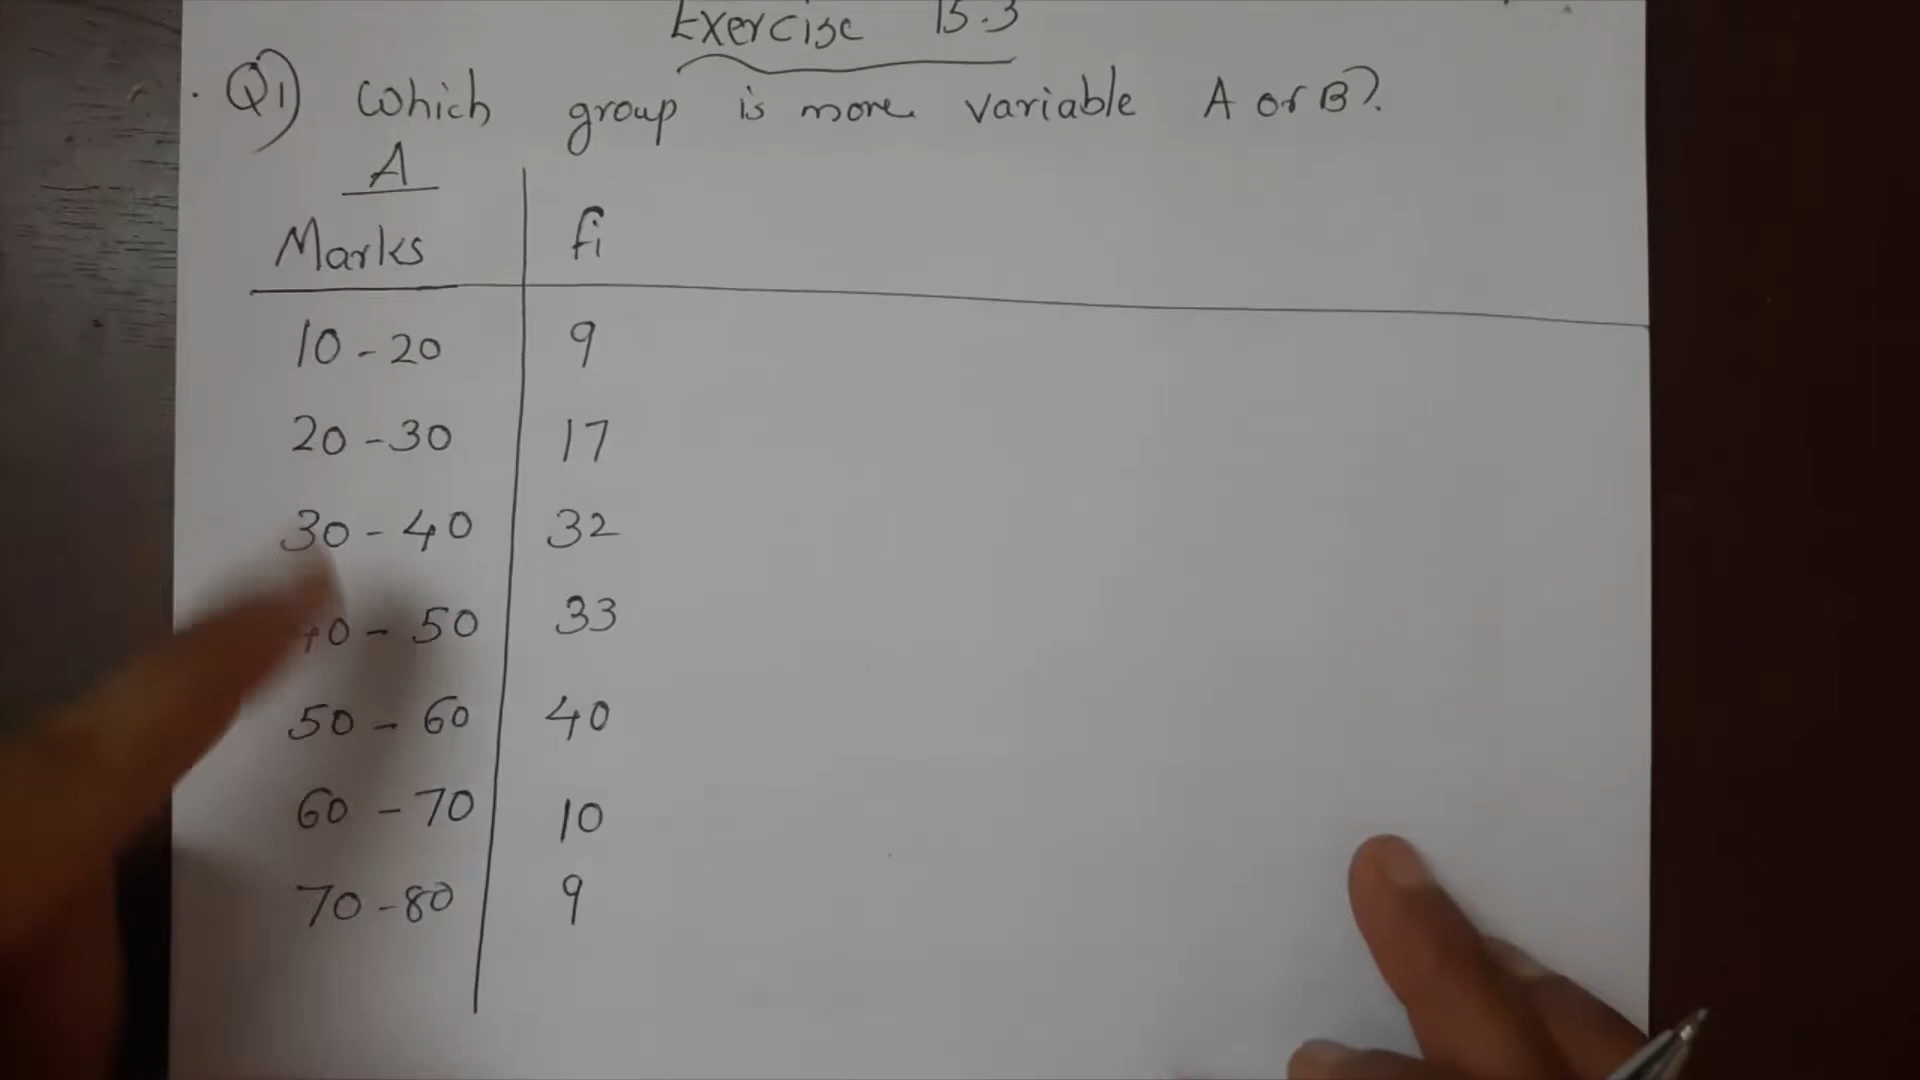 Exercise 15.3
Q1) Which group is more variable A or B?
A
Marks fi
10-20 9
20-30 17
30-40 32
40-50 33
50-60 40
60-70 10
70-80 9